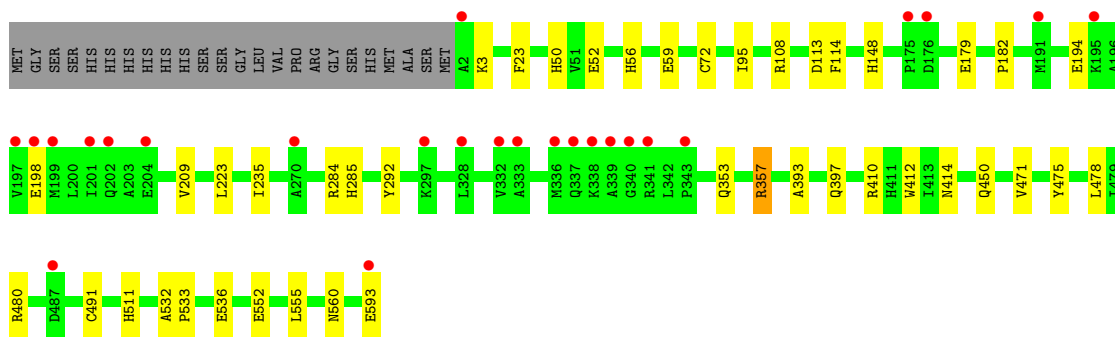 MET GLY SER SER HIS HIS HIS HIS HIS HIS SER SER GLY LEU VAL PRO ARG GLY SER HIS MET ALA SER MET A2 K3 F23 H50 V51 E52 H56 E59 C72 I95 R108 D113 F114 H148 P175 D176 E179 P182 M191 E194 K195 A196
V197 E198 M199 L200 I201 Q202 A203 E204 V209 L223 I235 A270 R284 H285 Y292 K297 L328 V332 A333 M336 Q337 K338 A339 G340 R341 L342 P343 Q353 R357 A393 Q397 R410 H411 W412 I413 N414 Q450 V471 Y475 L478 I479
R480 D487 C491 H511 A532 P533 E536 E552 L555 N560 E593